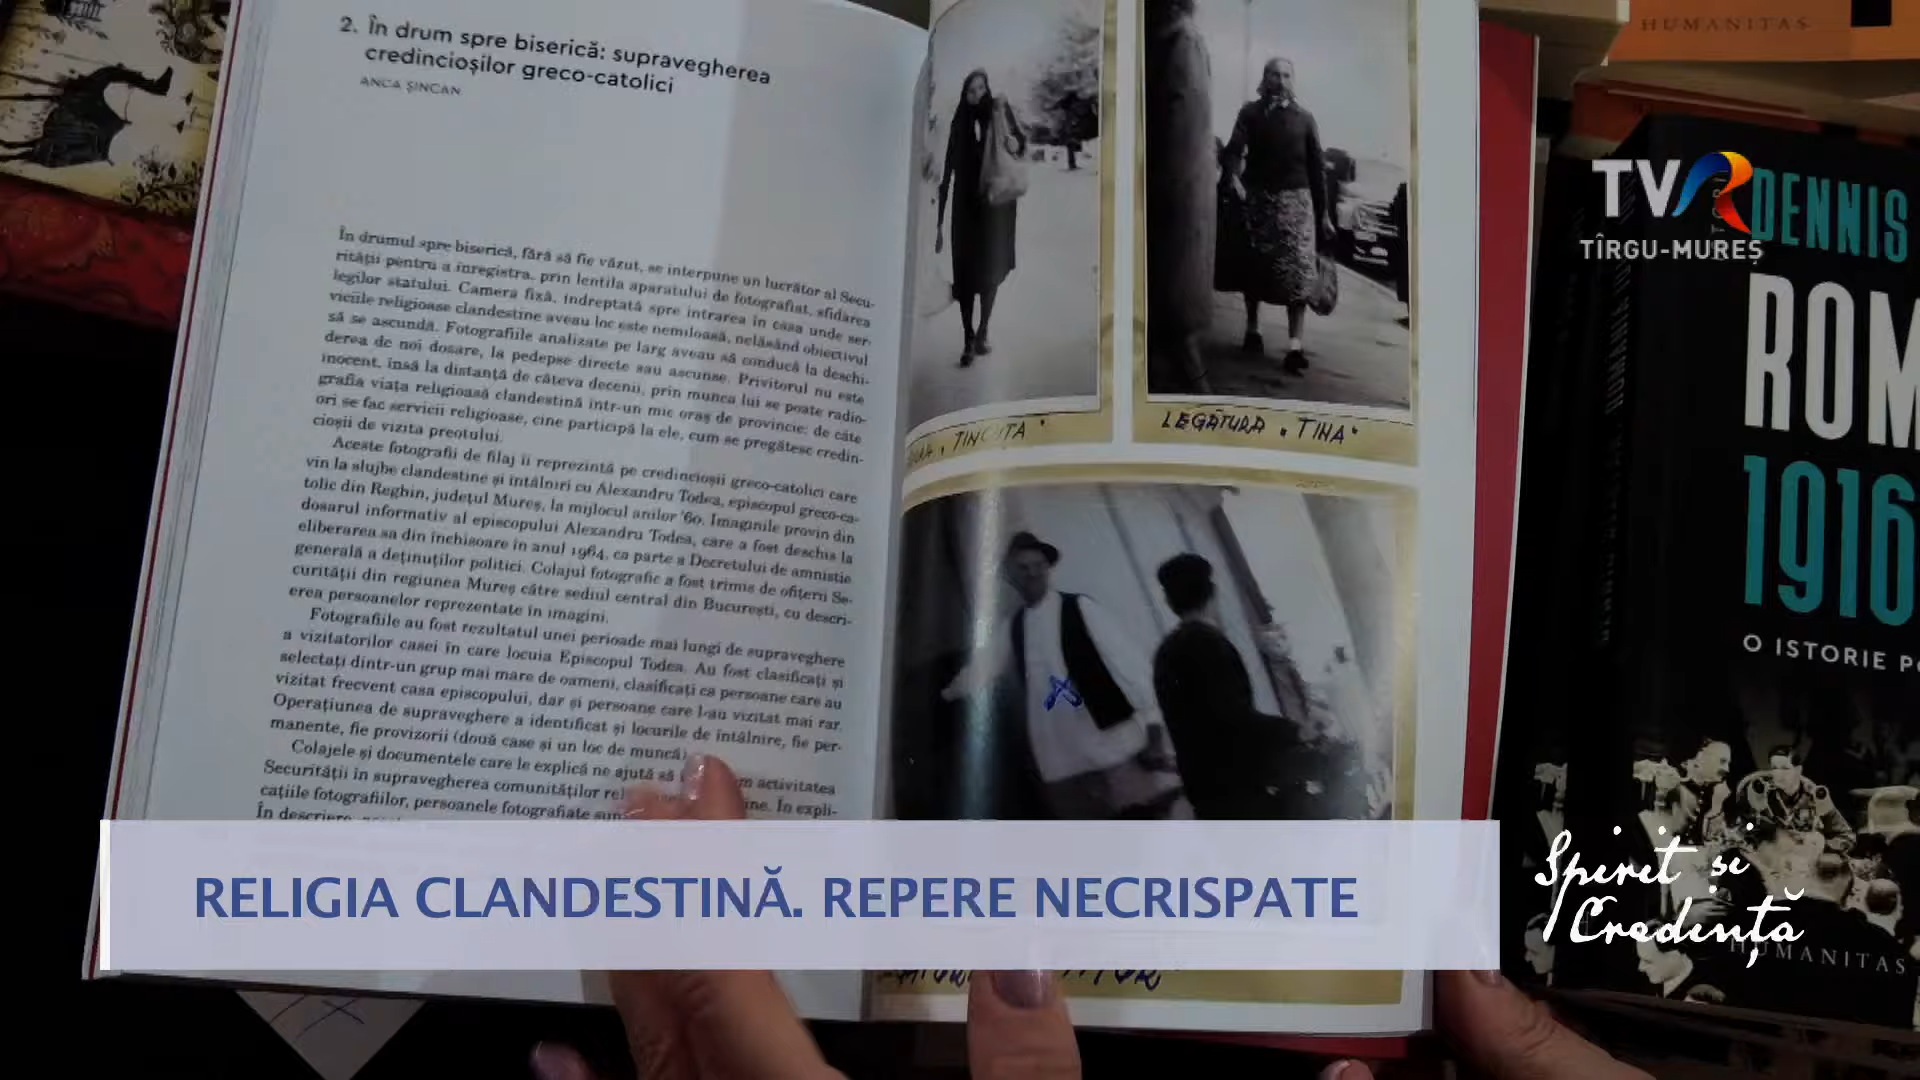 2. În drum spre biserică: supravegherea
credincioșilor greco-catolici
ANCA ȘINCAN
În drumul spre biserică, fără să fie văzut, se interpune un lucrător al Secu-
rității pentru a înregistra, prin lentila aparatului de fotografiat, sfidarea
legilor statului. Camera fixă, îndreptată spre intrarea în casa unde ser-
viciile religioase clandestine aveau loc este nemiloasă, nelăsând obiectivul
să se ascundă. Fotografiile analizate pe larg aveau să conducă la deschi-
derea de noi dosare, la pedepse directe sau ascunse. Privitorul nu este
inocent, însă la distanță de câteva decenii, prin munca lui se poate radio-
grafia viața religioasă clandestină într-un mic oraș de provincie: de câte
ori se fac servicii religioase, cine participă la ele, cum se pregătesc credin-
cioșii de vizita preotului.
Aceste fotografii de filaj îi reprezintă pe credincioșii greco-catolici care
vin la slujbe clandestine și întâlniri cu Alexandru Todea, episcopul greco-ca-
tolic din Reghin, județul Mureș, la mijlocul anilor ’60. Imaginile provin din
dosarul informativ al episcopului Alexandru Todea, care a fost deschis la
eliberarea sa din închisoare în anul 1964, ca parte a Decretului de amnistie
generală a deținuților politici. Colajul fotografic a fost trimis de ofițerii Se-
curității din regiunea Mureș către sediul central din București, cu descri-
erea persoanelor reprezentate în imagini.
Fotografiile au fost rezultatul unei perioade mai lungi de supraveghere
a vizitatorilor casei în care locuia Episcopul Todea. Au fost clasificați și
selectați dintr-un grup mai mare de oameni, clasificați ca persoane care au
vizitat frecvent casa episcopului, dar și persoane care l-au vizitat mai rar.
Operațiunea de supraveghere a identificat și locurile de întâlnire, fie per-
manente, fie provizorii (două case și un loc de muncă)
Colajele și documentele care le explică ne ajută să activitatea
Securității în supravegherea comunităților În expli-
cațiile fotografiilor, persoanele fotografiate
În descriere
"TINCUȚA"
LEGĂTURA "TINA"
HUMANITAS
TVR
TÎRGU-MUREȘ
DENNIS
ROM
1916
O ISTORIE
HUMANITAS
Spirit și
Credință
RELIGIA CLANDESTINĂ. REPERE NECRISPATE